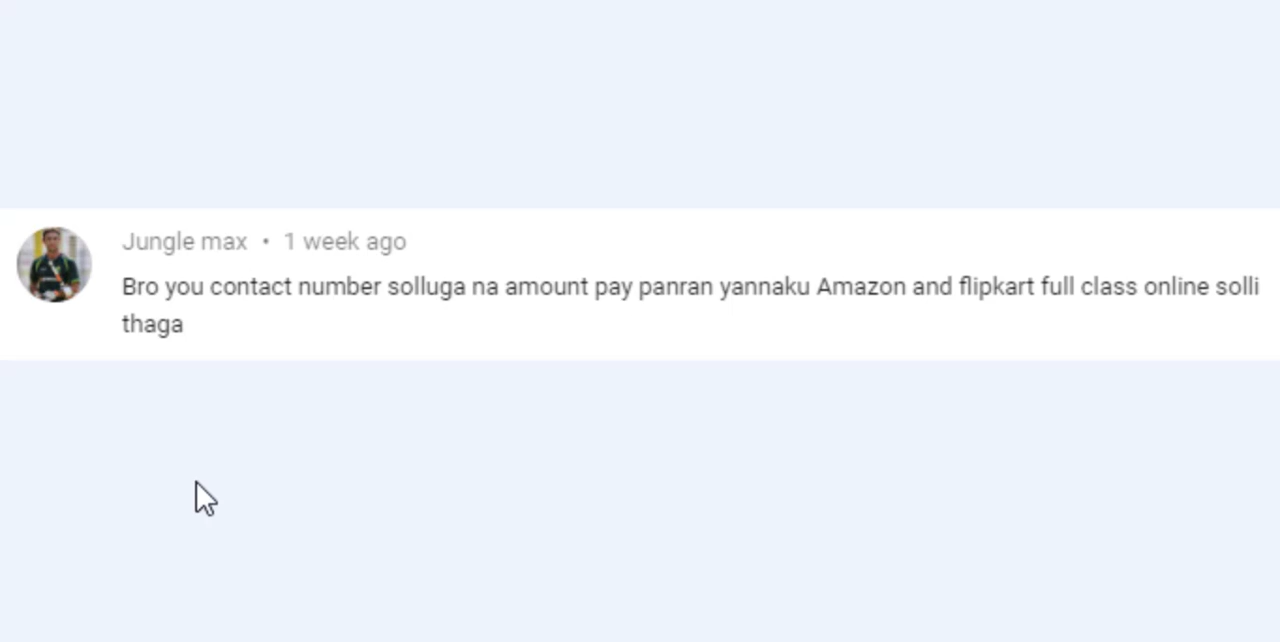 Jungle max • 1 week ago
Bro you contact number solluga na amount pay panran yannaku Amazon and flipkart full class online solli
thaga